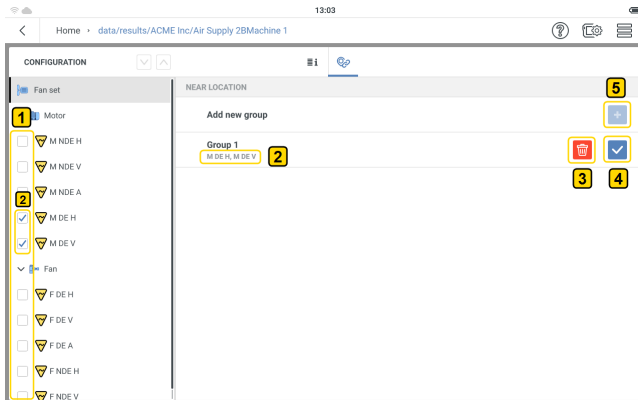 13:03
Home › data/results/ACME Inc/Air Supply 2BMachine 1
CONFIGURATION
NEAR LOCATION
Fan set
5
Add new group
1 Motor
M NDE H
Group 1
M DE H, M DE V
2
M NDE V
3
4
M NDE A
2
M DE H
M DE V
Fan
F DE H
F DE V
F DE A
F NDE H
F NDE V